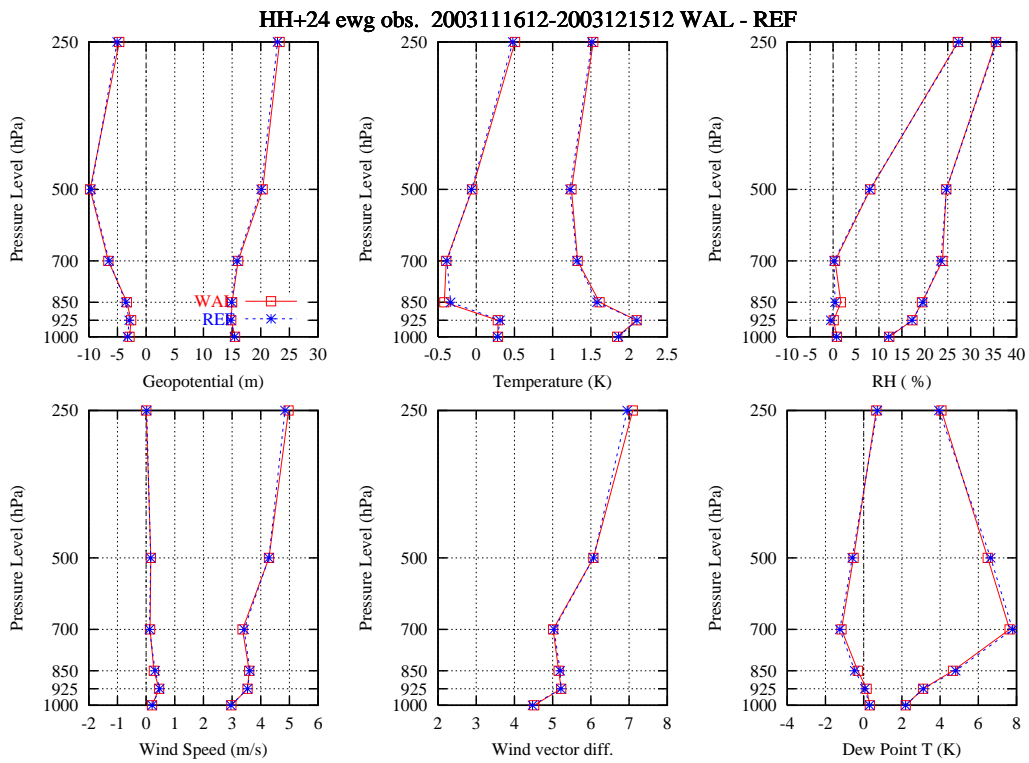 HH+24 ewg obs. 2003111612-2003121512 WAL - REF
250
500
700
850
925
1000
-10 -5 0 5 10 15 20 25 30
Pressure Level (hPa)
Geopotential (m)
WAL
REF
250
500
700
850
925
1000
-0.5 0 0.5 1 1.5 2 2.5
Pressure Level (hPa)
Temperature (K)
250
500
700
850
925
1000
-10 -5 0 5 10 15 20 25 30 35 40
Pressure Level (hPa)
RH ( %)
250
500
700
850
925
1000
-2 -1 0 1 2 3 4 5 6
Pressure Level (hPa)
Wind Speed (m/s)
250
500
700
850
925
1000
2 3 4 5 6 7 8
Pressure Level (hPa)
Wind vector diff.
250
500
700
850
925
1000
-4 -2 0 2 4 6 8
Pressure Level (hPa)
Dew Point T (K)